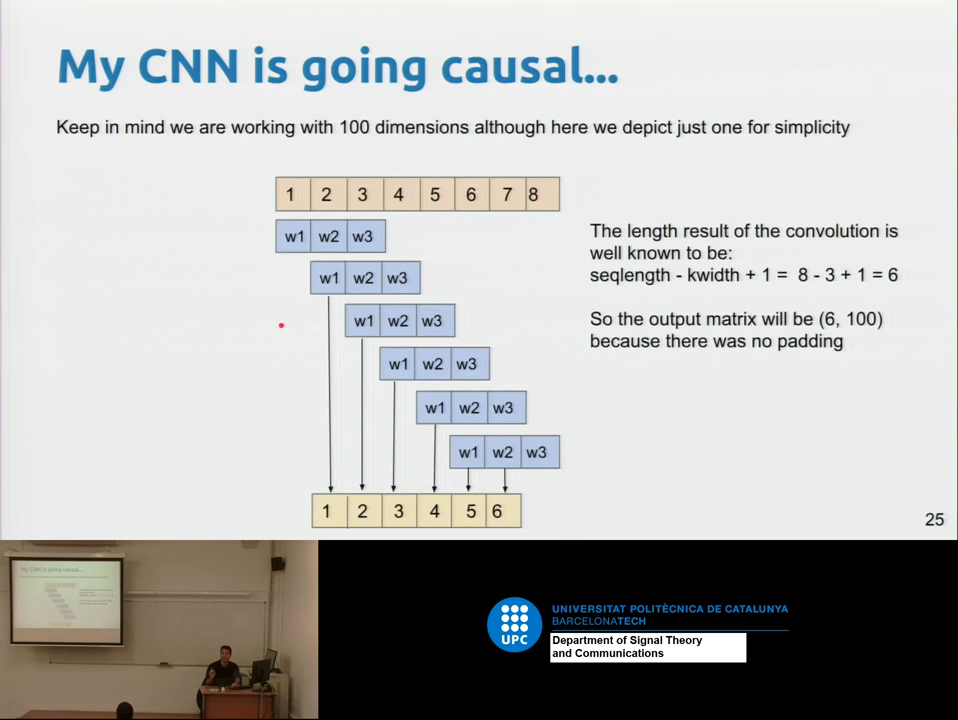 My CNN is going causal...
Keep in mind we are working with 100 dimensions although here we depict just one for simplicity
1 2 3 4 5 6 7 8
w1 w2 w3
w1 w2 w3
w1 w2 w3
w1 w2 w3
w1 w2 w3
w1 w2 w3
1 2 3 4 5 6
The length result of the convolution is
well known to be:
seqlength - kwidth + 1 = 8 - 3 + 1 = 6
So the output matrix will be (6, 100)
because there was no padding
25
My CNN is going causal...
UPC
UNIVERSITAT POLITÈCNICA DE CATALUNYA
BARCELONATECH
Department of Signal Theory
and Communications